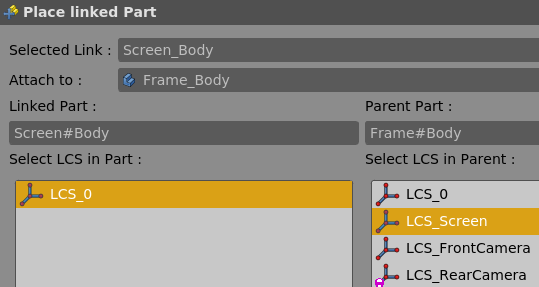 Place linked Part
Selected Link : Screen_Body
Attach to : Frame_Body
Linked Part : Parent Part :
Screen#Body Frame#Body
Select LCS in Part : Select LCS in Parent :
LCS_0 LCS_0
LCS_Screen
LCS_FrontCamera
LCS_RearCamera